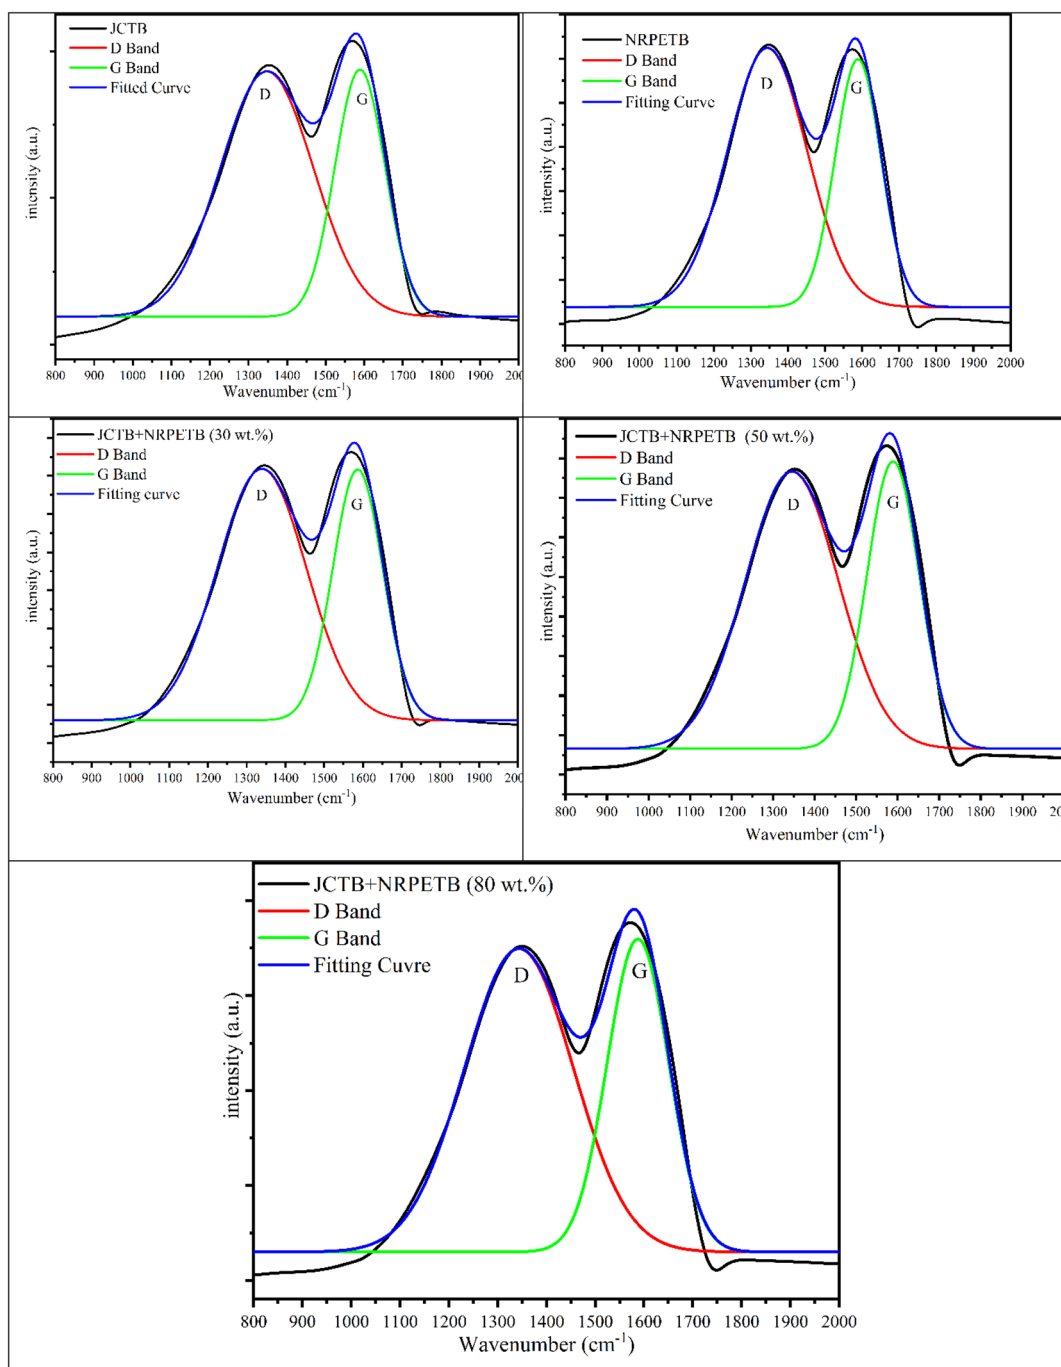 JCTB
D Band
G Band
Fitted Curve
D
G
intensity (a.u.)
800 900 1000 1100 1200 1300 1400 1500 1600 1700 1800 1900 2000
Wavenumber (cm⁻¹)
NRPETB
D Band
G Band
Fitting Curve
D
G
intensity (a.u.)
800 900 1000 1100 1200 1300 1400 1500 1600 1700 1800 1900 2000
Wavenumber (cm⁻¹)
JCTB+NRPETB (30 wt.%)
D Band
G Band
Fitting curve
D
G
intensity (a.u.)
800 900 1000 1100 1200 1300 1400 1500 1600 1700 1800 1900 2000
Wavenumber (cm⁻¹)
JCTB+NRPETB (50 wt.%)
D Band
G Band
Fitting Curve
D
G
intensity (a.u.)
800 900 1000 1100 1200 1300 1400 1500 1600 1700 1800 1900 200
Wavenumber (cm⁻¹)
JCTB+NRPETB (80 wt.%)
D Band
G Band
Fitting Cuvre
D
G
intensity (a.u.)
800 900 1000 1100 1200 1300 1400 1500 1600 1700 1800 1900 2000
Wavenumber (cm⁻¹)